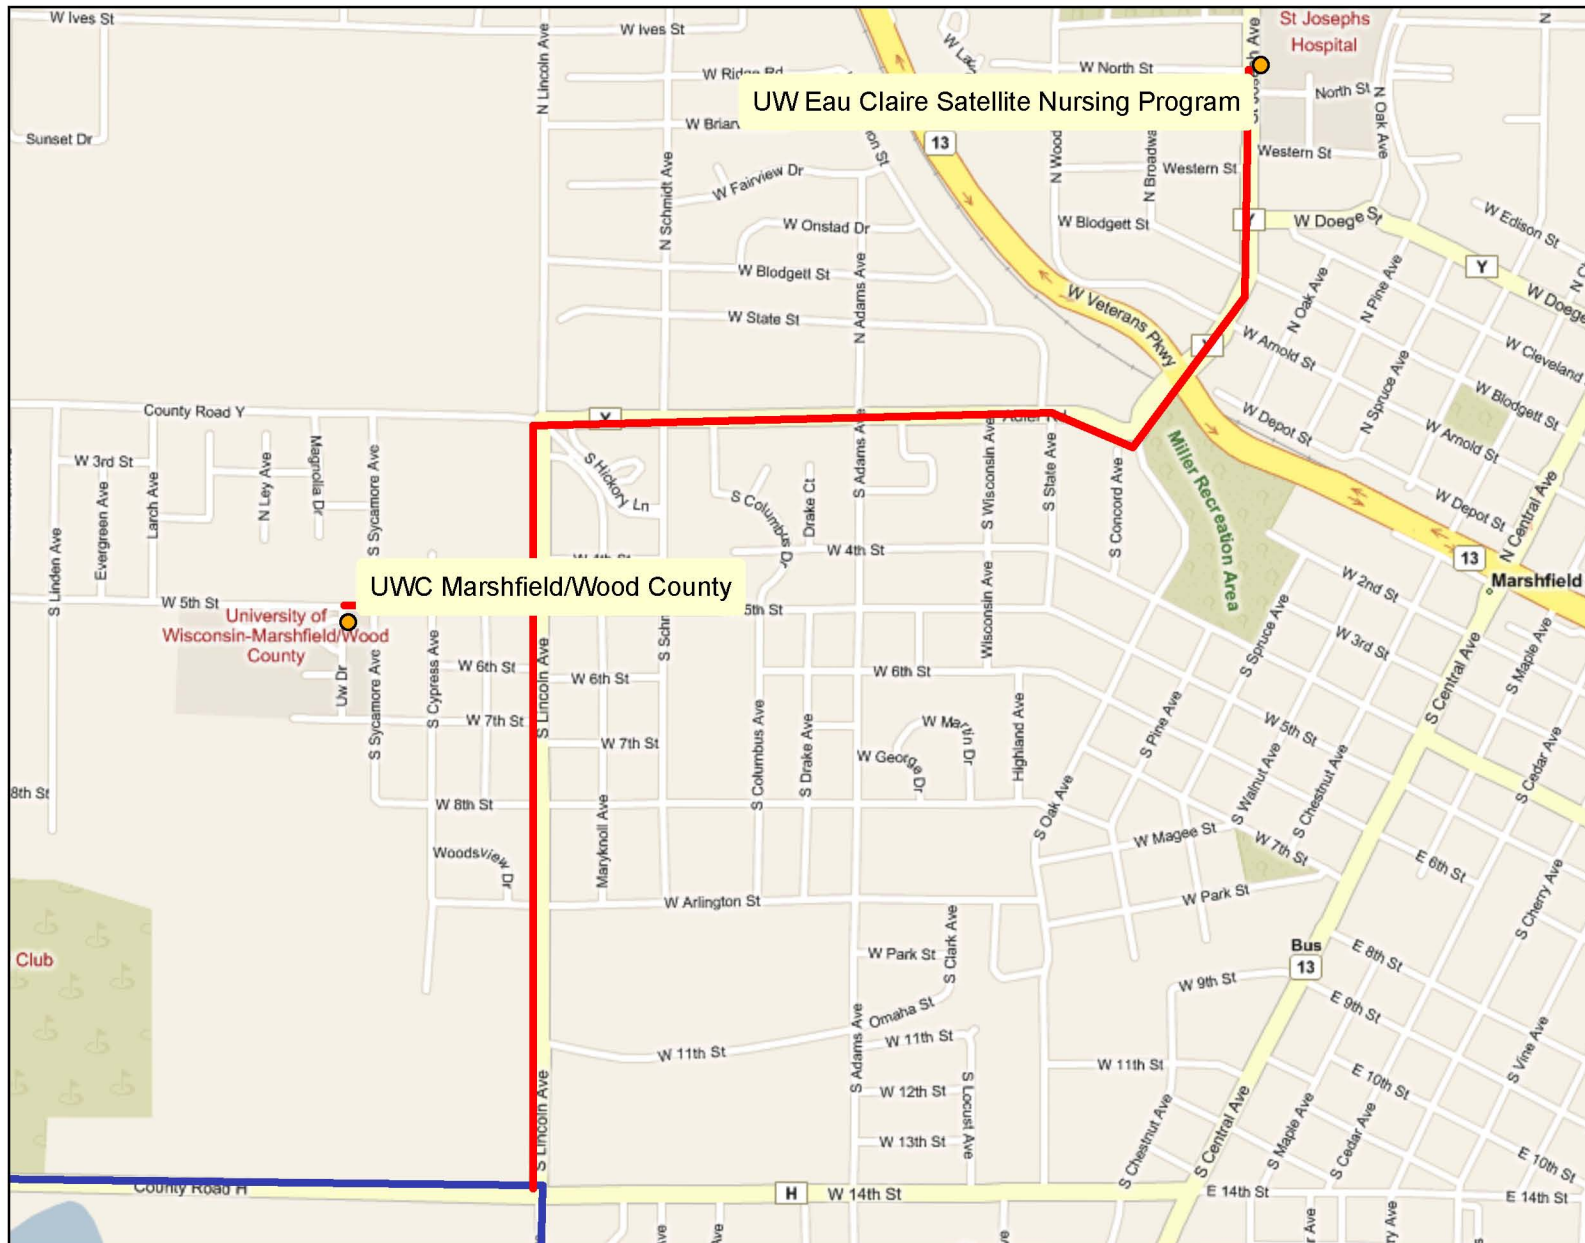 W Ives St
W Ives St
N Lincoln Ave
St Josephs
Hospital
W North St
North St
N Oak Ave
UW Eau Claire Satellite Nursing Program
Sunset Dr
13
Western St
Western St
N Schmidt Ave
W Fairview Dr
W Onstad Dr
W Blodgett St
W Doege St
W Edison St
Y
W Blodgett St
N Adams Ave
W Veterans Pkwy
N Oak Ave
N Pine Ave
W Doege
W State St
W Arnold St
W Cleveland
N Spruce Ave
W Blodgett St
County Road Y
W Depot St
W Arnold St
W 3rd St
Evergreen Ave
Larch Ave
N Ley Ave
Magnolia Dr
S Sycamore Ave
S Linden Ave
S Hickory Ln
S Columbus Dr
Drake Ct
S Adams Ave
S Wisconsin Ave
S State Ave
S Concord Ave
Miller Recreation Area
W Depot St
N Central Ave
13
Marshfield
W 4th St
W 2nd St
UWC Marshfield/Wood County
W 5th St
5th St
University of
Wisconsin-Marshfield/Wood
County
Uw Dr
S Sycamore Ave
S Cypress Ave
W 6th St
S Lincoln Ave
W 6th St
W 6th St
Wisconsin Ave
W 3rd St
S Spruce Ave
S Central Ave
S Maple Ave
W 7th St
W 7th St
S Columbus Ave
S Drake Ave
W George Dr
W Martin Dr
Highland Ave
S Pine Ave
W 5th St
S Walnut Ave
S Chestnut Ave
S Cedar Ave
8th St
W 8th St
Maryknoll Ave
S Oak Ave
W Magee St
W 7th St
E 6th St
Woodsview Dr
W Arlington St
W Park St
S Cherry Ave
Club
W Park St
S Clark Ave
Bus
13
E 8th St
W 9th St
E 9th St
Omaha St
S Adams Ave
W 11th St
W 11th St
W 11th St
E 10th St
S Vine Ave
W 12th St
S Locust Ave
W 13th St
S Lincoln Ave
S Chestnut Ave
S Central Ave
S Maple Ave
S Cedar Ave
E 10th St
County Road H
H
W 14th St
E 14th St
E 14th St